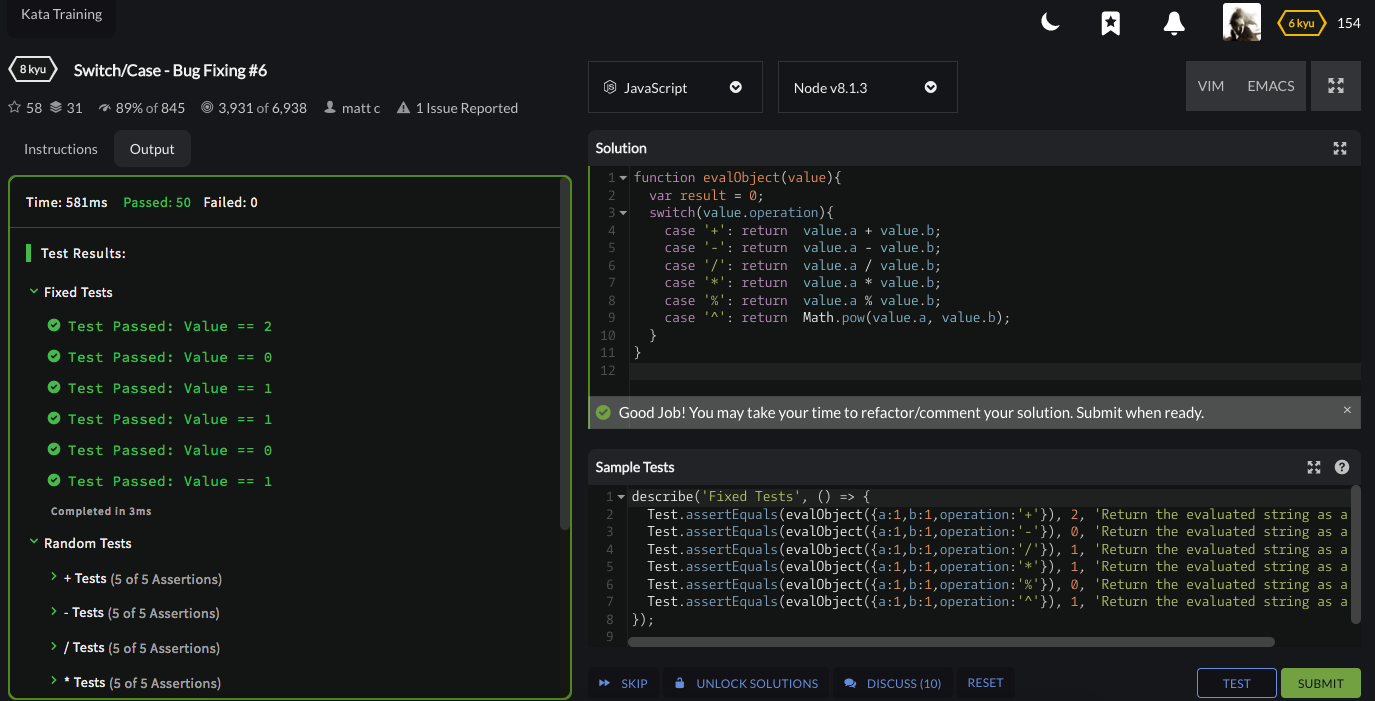 Kata Training
6 kyu 154
8 kyu Switch/Case - Bug Fixing #6
58 31 89% of 845 3,931 of 6,938 matt c 1 Issue Reported
Instructions Output
Time: 581ms Passed: 50 Failed: 0
Test Results:
Fixed Tests
Test Passed: Value == 2
Test Passed: Value == 0
Test Passed: Value == 1
Test Passed: Value == 1
Test Passed: Value == 0
Test Passed: Value == 1
Completed in 3ms
Random Tests
+ Tests (5 of 5 Assertions)
- Tests (5 of 5 Assertions)
/ Tests (5 of 5 Assertions)
* Tests (5 of 5 Assertions)
JavaScript Node v8.1.3 VIM EMACS
Solution
1 function evalObject(value){
2 var result = 0;
3 switch(value.operation){
4 case '+': return  value.a + value.b;
5 case '-': return  value.a - value.b;
6 case '/': return  value.a / value.b;
7 case '*': return  value.a * value.b;
8 case '%': return  value.a % value.b;
9 case '^': return  Math.pow(value.a, value.b);
10 }
11 }
12
Good Job! You may take your time to refactor/comment your solution. Submit when ready.
Sample Tests
1 describe('Fixed Tests', () => {
2 Test.assertEquals(evalObject({a:1,b:1,operation:'+'}), 2, 'Return the evaluated string as a
3 Test.assertEquals(evalObject({a:1,b:1,operation:'-'}), 0, 'Return the evaluated string as a
4 Test.assertEquals(evalObject({a:1,b:1,operation:'/'}), 1, 'Return the evaluated string as a
5 Test.assertEquals(evalObject({a:1,b:1,operation:'*'}), 1, 'Return the evaluated string as a
6 Test.assertEquals(evalObject({a:1,b:1,operation:'%'}), 0, 'Return the evaluated string as a
7 Test.assertEquals(evalObject({a:1,b:1,operation:'^'}), 1, 'Return the evaluated string as a
8 });
9
SKIP UNLOCK SOLUTIONS DISCUSS (10) RESET TEST SUBMIT